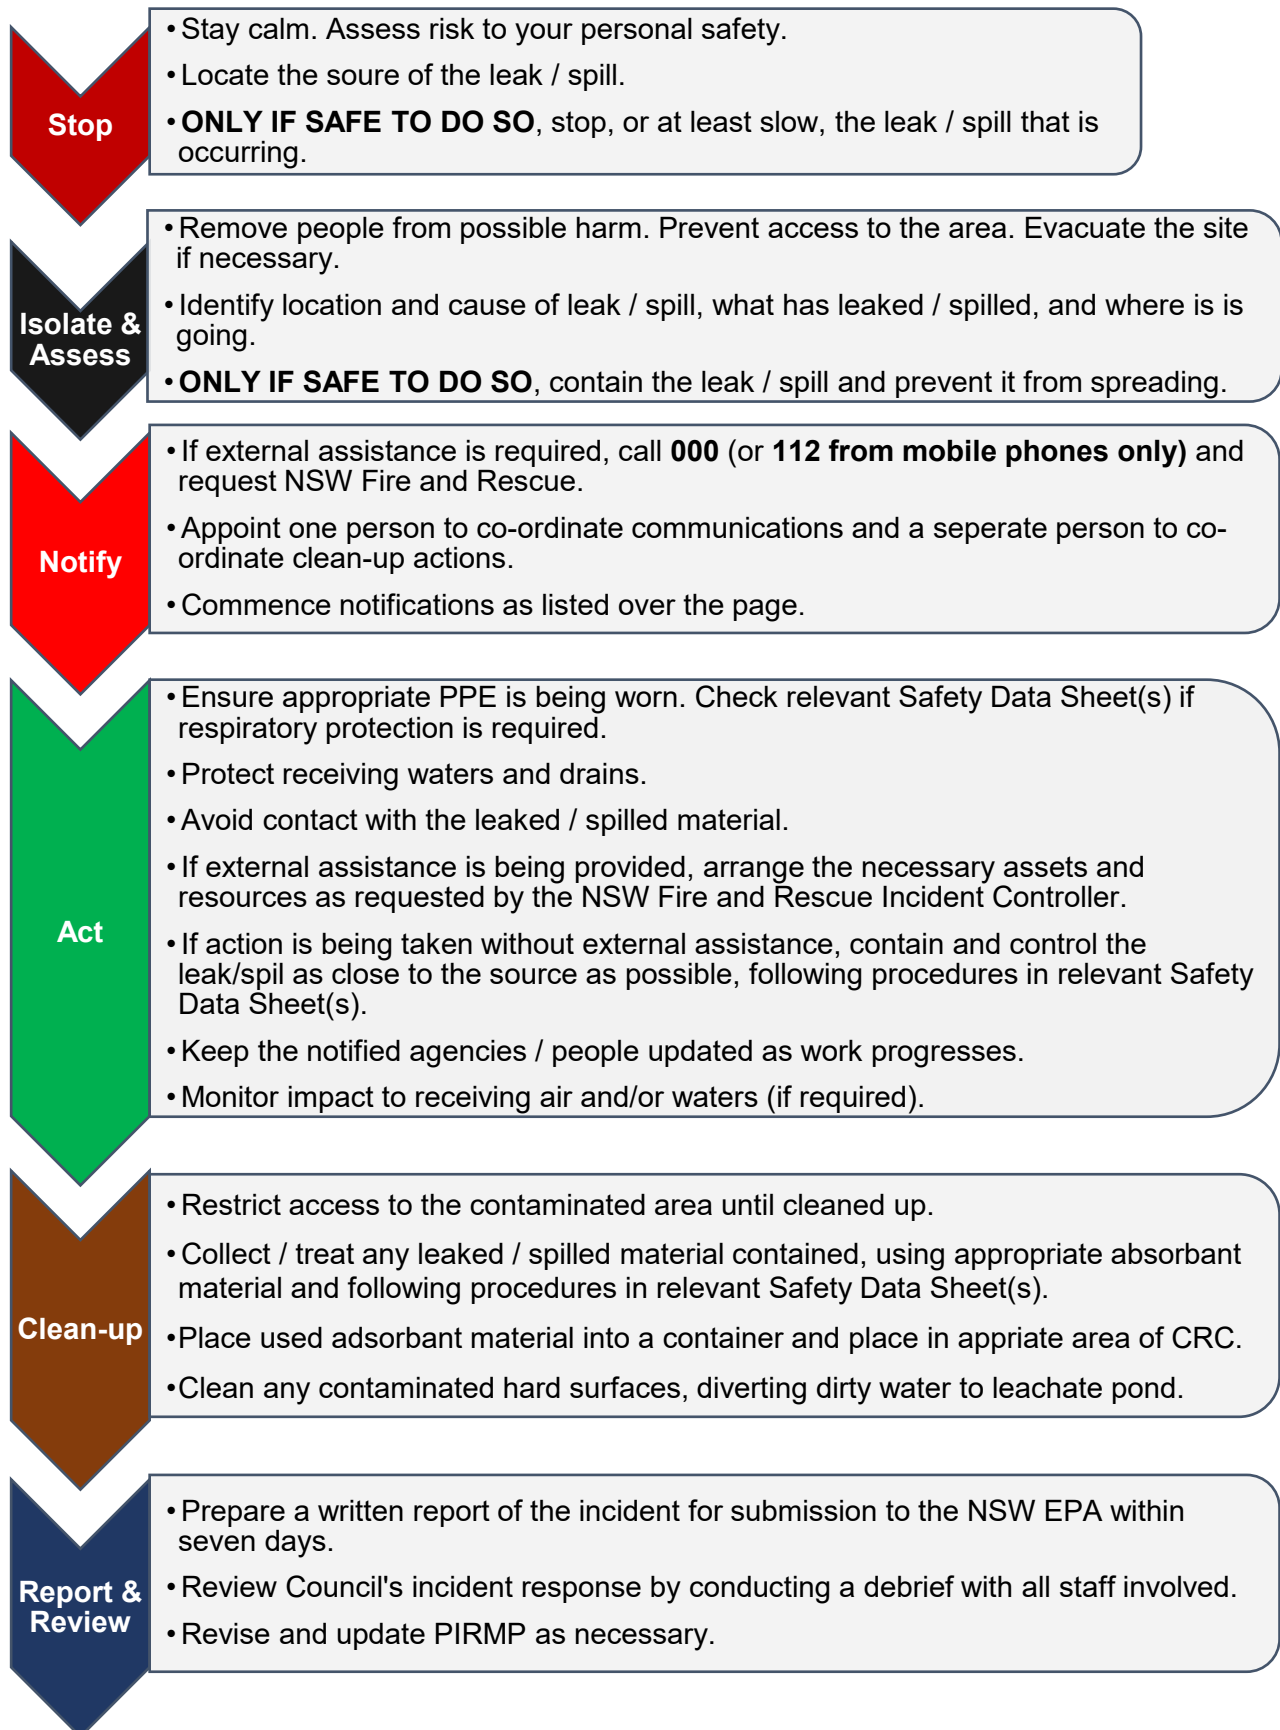 Stop
• Stay calm. Assess risk to your personal safety.
• Locate the soure of the leak / spill.
• ONLY IF SAFE TO DO SO, stop, or at least slow, the leak / spill that is
occurring.
Isolate &
Assess
• Remove people from possible harm. Prevent access to the area. Evacuate the site
if necessary.
• Identify location and cause of leak / spill, what has leaked / spilled, and where is is
going.
• ONLY IF SAFE TO DO SO, contain the leak / spill and prevent it from spreading.
Notify
• If external assistance is required, call 000 (or 112 from mobile phones only) and
request NSW Fire and Rescue.
• Appoint one person to co-ordinate communications and a seperate person to co-
ordinate clean-up actions.
• Commence notifications as listed over the page.
Act
• Ensure appropriate PPE is being worn. Check relevant Safety Data Sheet(s) if
respiratory protection is required.
• Protect receiving waters and drains.
• Avoid contact with the leaked / spilled material.
• If external assistance is being provided, arrange the necessary assets and
resources as requested by the NSW Fire and Rescue Incident Controller.
• If action is being taken without external assistance, contain and control the
leak/spil as close to the source as possible, following procedures in relevant Safety
Data Sheet(s).
• Keep the notified agencies / people updated as work progresses.
• Monitor impact to receiving air and/or waters (if required).
Clean-up
• Restrict access to the contaminated area until cleaned up.
• Collect / treat any leaked / spilled material contained, using appropriate absorbant
material and following procedures in relevant Safety Data Sheet(s).
• Place used adsorbant material into a container and place in appriate area of CRC.
• Clean any contaminated hard surfaces, diverting dirty water to leachate pond.
Report &
Review
• Prepare a written report of the incident for submission to the NSW EPA within
seven days.
• Review Council's incident response by conducting a debrief with all staff involved.
• Revise and update PIRMP as necessary.